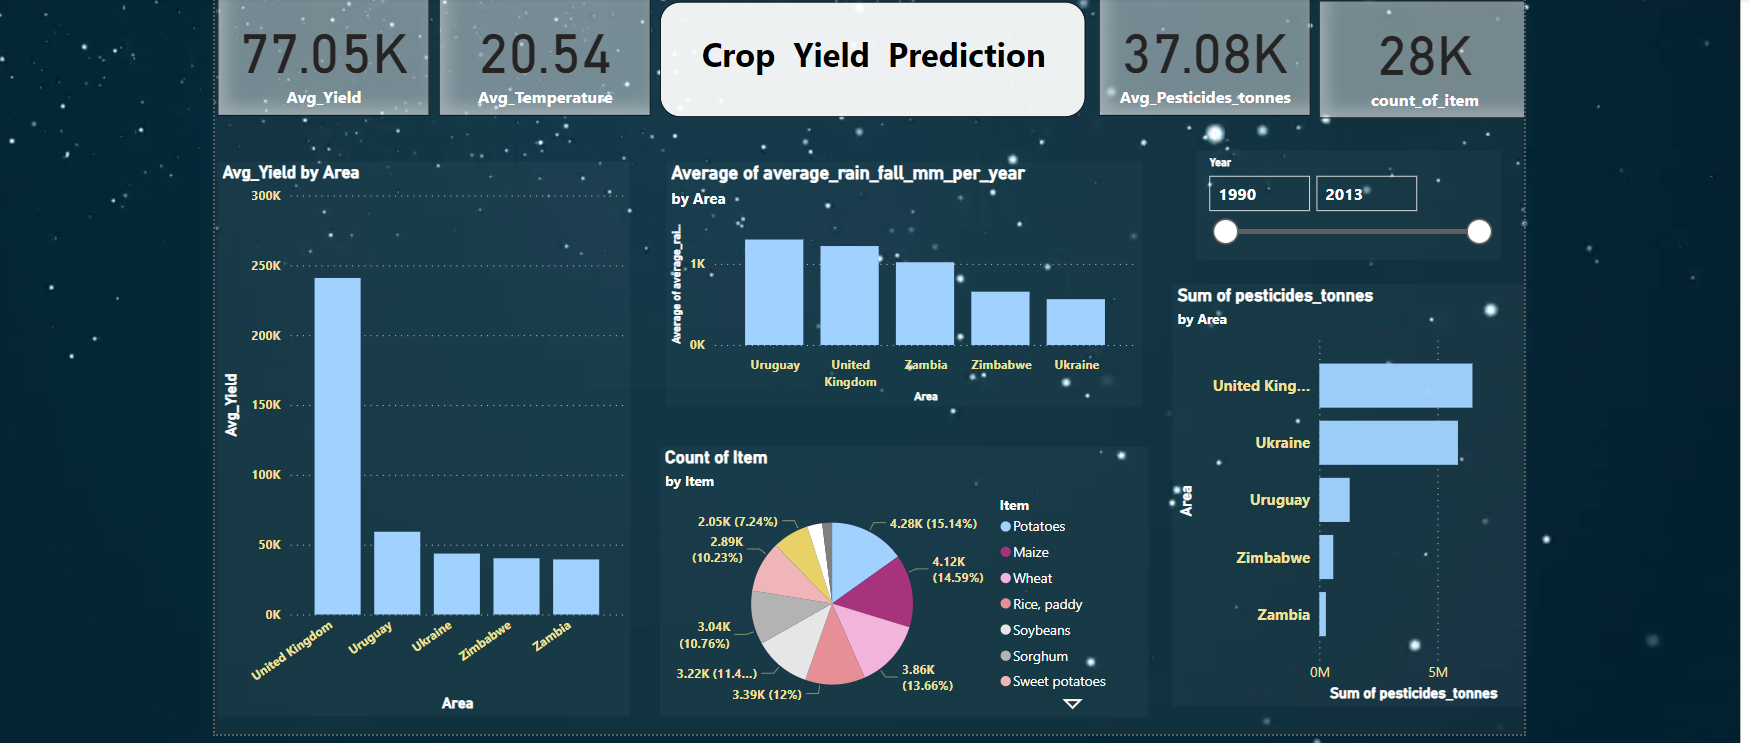 77.05K
Avg_Yield
20.54
Avg_Temperature
Crop Yield Prediction
37.08K
Avg_Pesticides_tonnes
28K
count_of_item
Avg_Yield by Area
300K
250K
200K
150K
100K
50K
0K
Avg_Yield
United Kingdom
Uruguay
Ukraine
Zimbabwe
Zambia
Area
Average of average_rain_fall_mm_per_year
by Area
Average of average_rai...
1K
0K
Uruguay
United
Kingdom
Zambia
Zimbabwe
Ukraine
Area
Year
1990
2013
Count of Item
by Item
4.28K (15.14%)
4.12K
(14.59%)
3.86K
(13.66%)
3.39K (12%)
3.22K (11.4...)
3.04K
(10.76%)
2.89K
(10.23%)
2.05K (7.24%)
Item
Potatoes
Maize
Wheat
Rice, paddy
Soybeans
Sorghum
Sweet potatoes
Sum of pesticides_tonnes
by Area
Area
United King...
Ukraine
Uruguay
Zimbabwe
Zambia
0M
5M
Sum of pesticides_tonnes